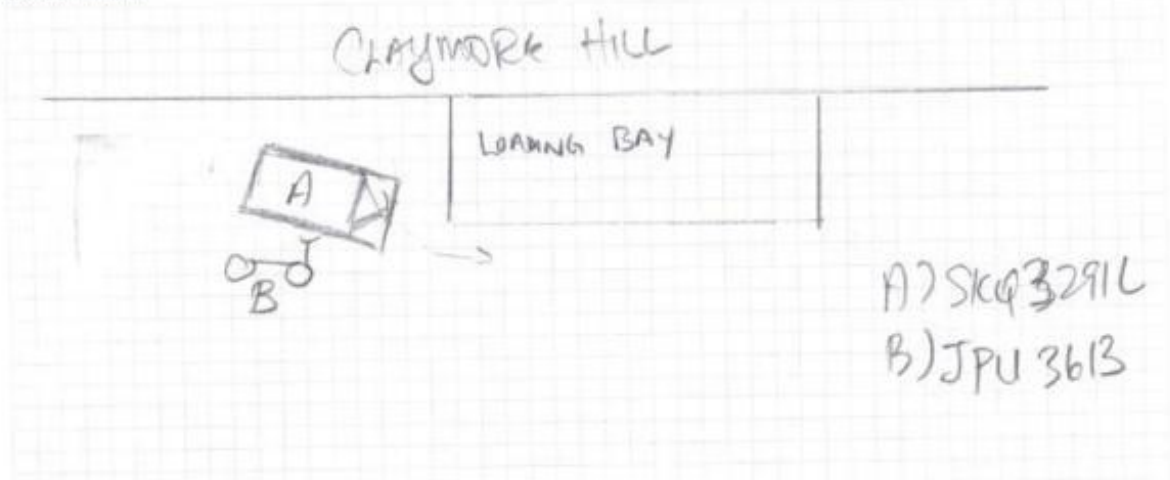 CLAYMORE HILL
LOADING BAY
A
B
A) SKQ3291L
B) JPU 3613